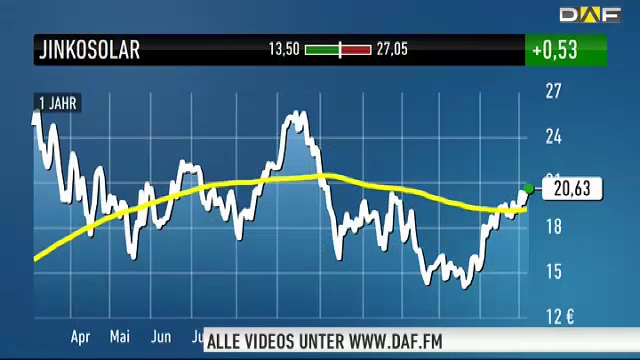 DAF
JINKOSOLAR 13,50 27,05 +0,53
1 JAHR
27
24
20,63
18
15
12 €
Apr Mai Jun
ALLE VIDEOS UNTER WWW.DAF.FM